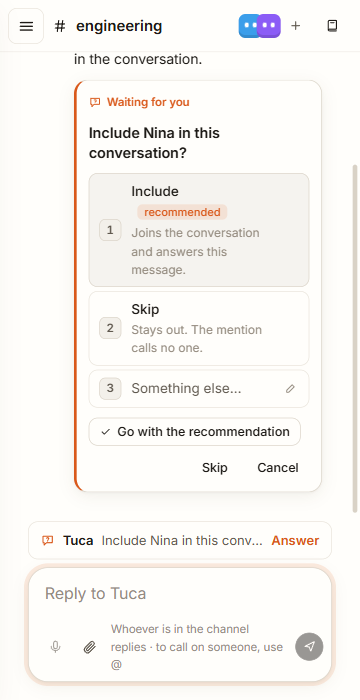 # engineering
in the conversation.
Waiting for you
Include Nina in this
conversation?
1
Include
recommended
Joins the conversation
and answers this
message.
2
Skip
Stays out. The mention
calls no one.
3
Something else...
Go with the recommendation
Skip
Cancel
Tuca Include Nina in this conv... Answer
Reply to Tuca
Whoever is in the channel
replies · to call on someone, use
@